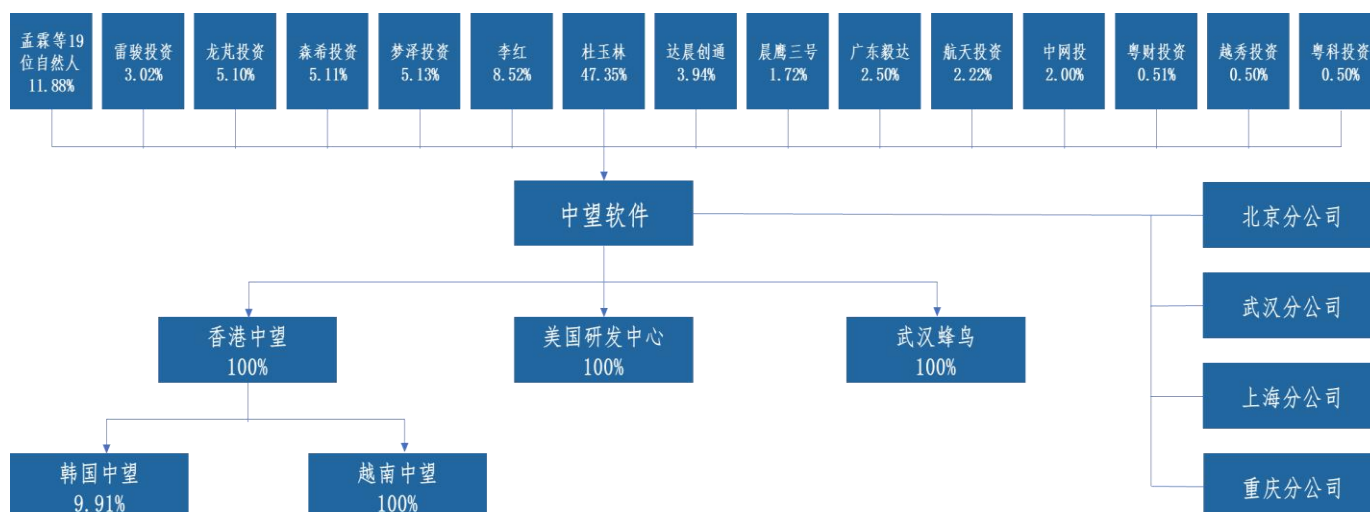 孟霖等19
位自然人
11.88%
雷骏投资
3.02%
龙芃投资
5.10%
森希投资
5.11%
梦泽投资
5.13%
李红
8.52%
杜玉林
47.35%
达晨创通
3.94%
晨鹰三号
1.72%
广东毅达
2.50%
航天投资
2.22%
中网投
2.00%
粤财投资
0.51%
越秀投资
0.50%
粤科投资
0.50%
中望软件
北京分公司
武汉分公司
上海分公司
重庆分公司
香港中望
100%
美国研发中心
100%
武汉蜂鸟
100%
韩国中望
9.91%
越南中望
100%